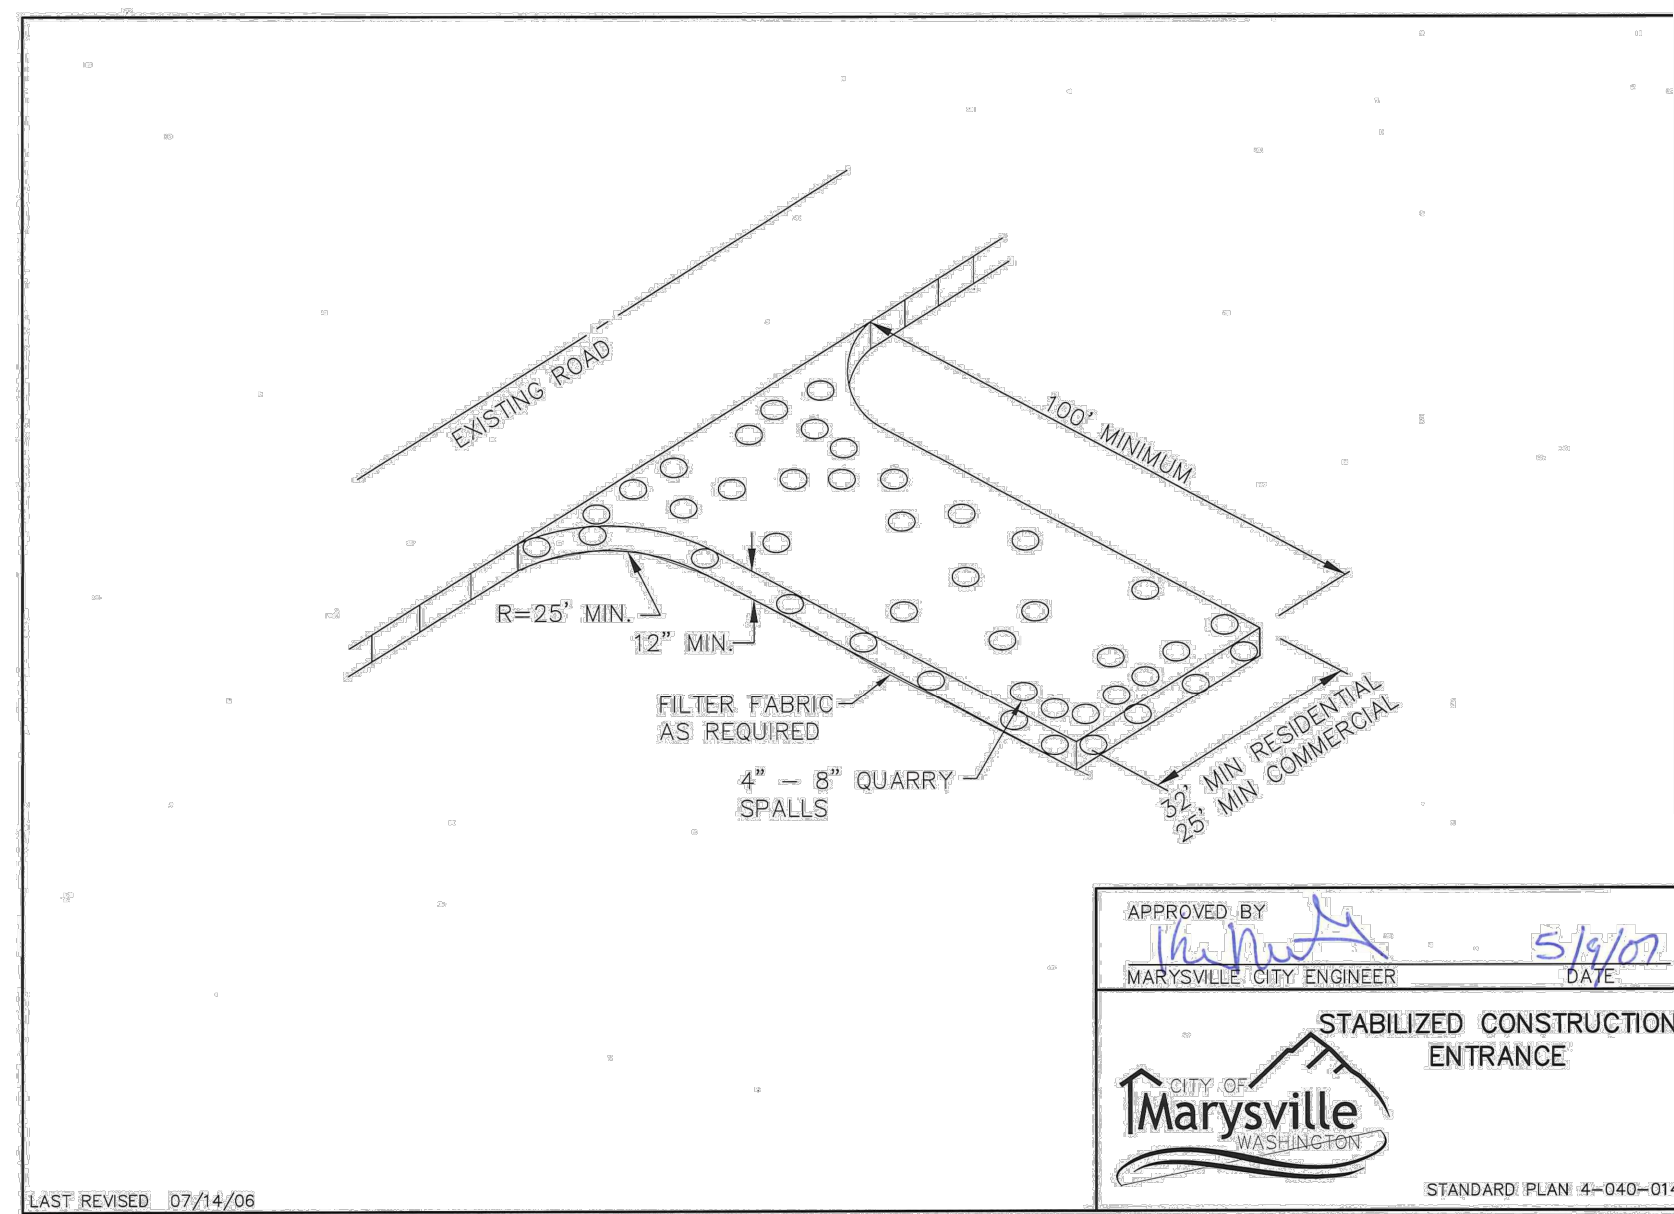 EXISTING ROAD
100' MINIMUM
R=25' MIN.
12" MIN.
FILTER FABRIC
AS REQUIRED
4" - 8" QUARRY
SPALLS
32' MIN RESIDENTIAL
25' MIN COMMERCIAL
APPROVED BY
5/9/07
MARYSVILLE CITY ENGINEER DATE
STABILIZED CONSTRUCTION
ENTRANCE
CITY OF
Marysville
WASHINGTON
STANDARD PLAN 4-040-014
LAST REVISED 07/14/06